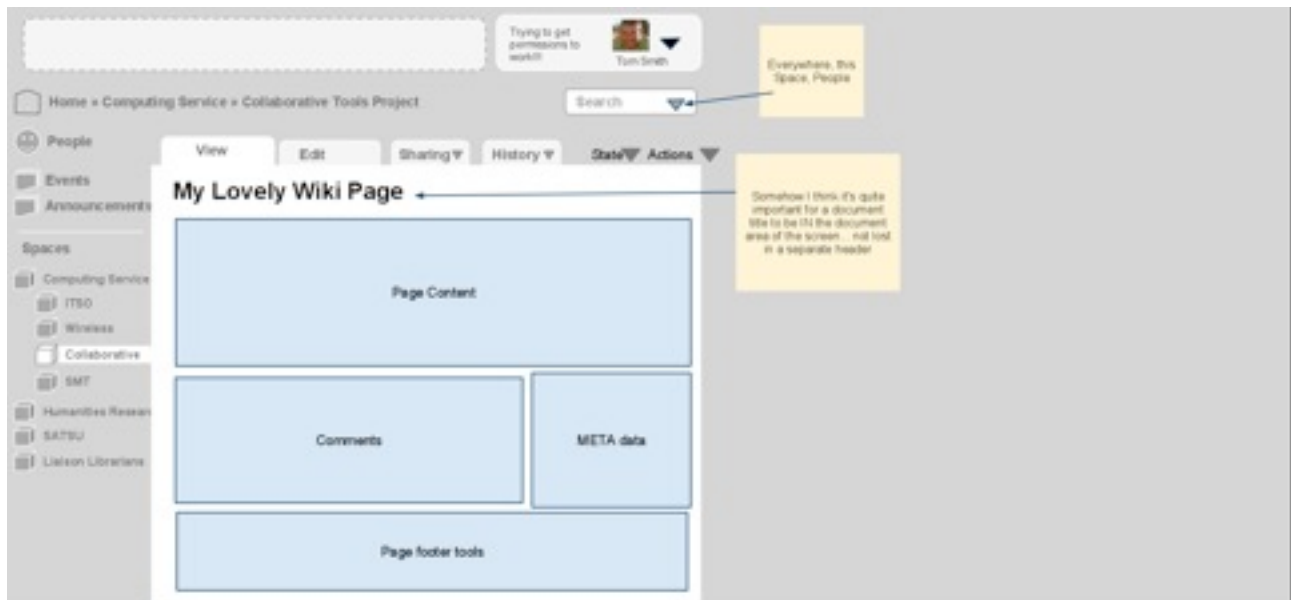 Trying to get
permissions to
work!!!
Tom Smith
Everywhere, this
Space, People
Home » Computing Service » Collaborative Tools Project
Search
People
Events
Announcements
View
Edit
Sharing
History
State
Actions
My Lovely Wiki Page
Somehow I think it's quite
important for a document
title to be IN the document
area of the screen... not lost
in a separate header
Spaces
Computing Service
ITSO
Wireless
Collaborative
SMT
Humanities Resear
SATSU
Liaison Librarians
Page Content
Comments
META data
Page footer tools